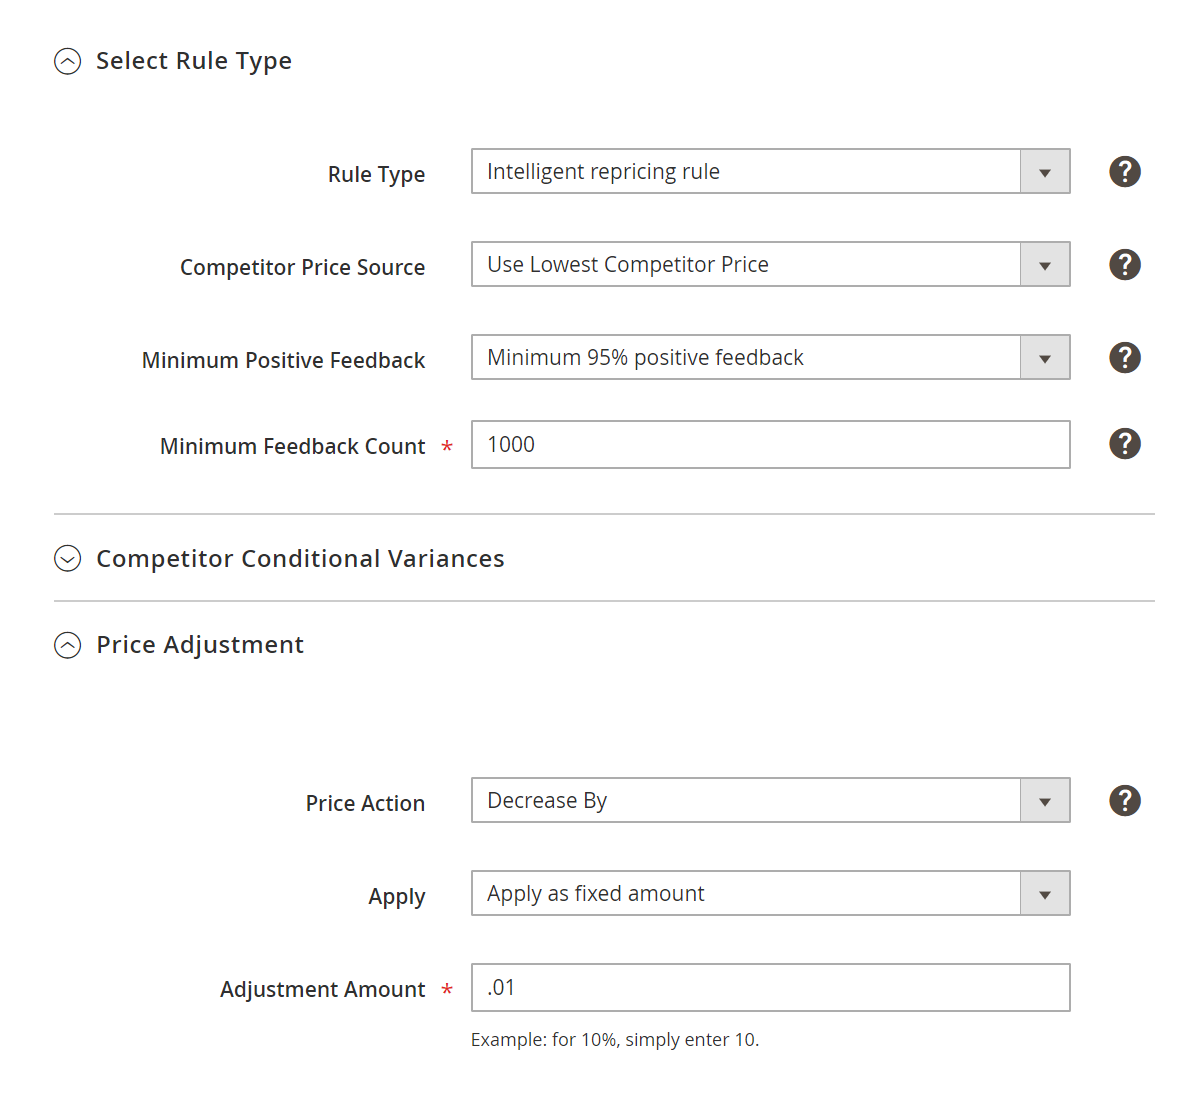 Select Rule Type
Rule Type
Intelligent repricing rule
?
Competitor Price Source
Use Lowest Competitor Price
?
Minimum Positive Feedback
Minimum 95% positive feedback
?
Minimum Feedback Count *
1000
?
Competitor Conditional Variances
Price Adjustment
Price Action
Decrease By
?
Apply
Apply as fixed amount
Adjustment Amount *
.01
Example: for 10%, simply enter 10.